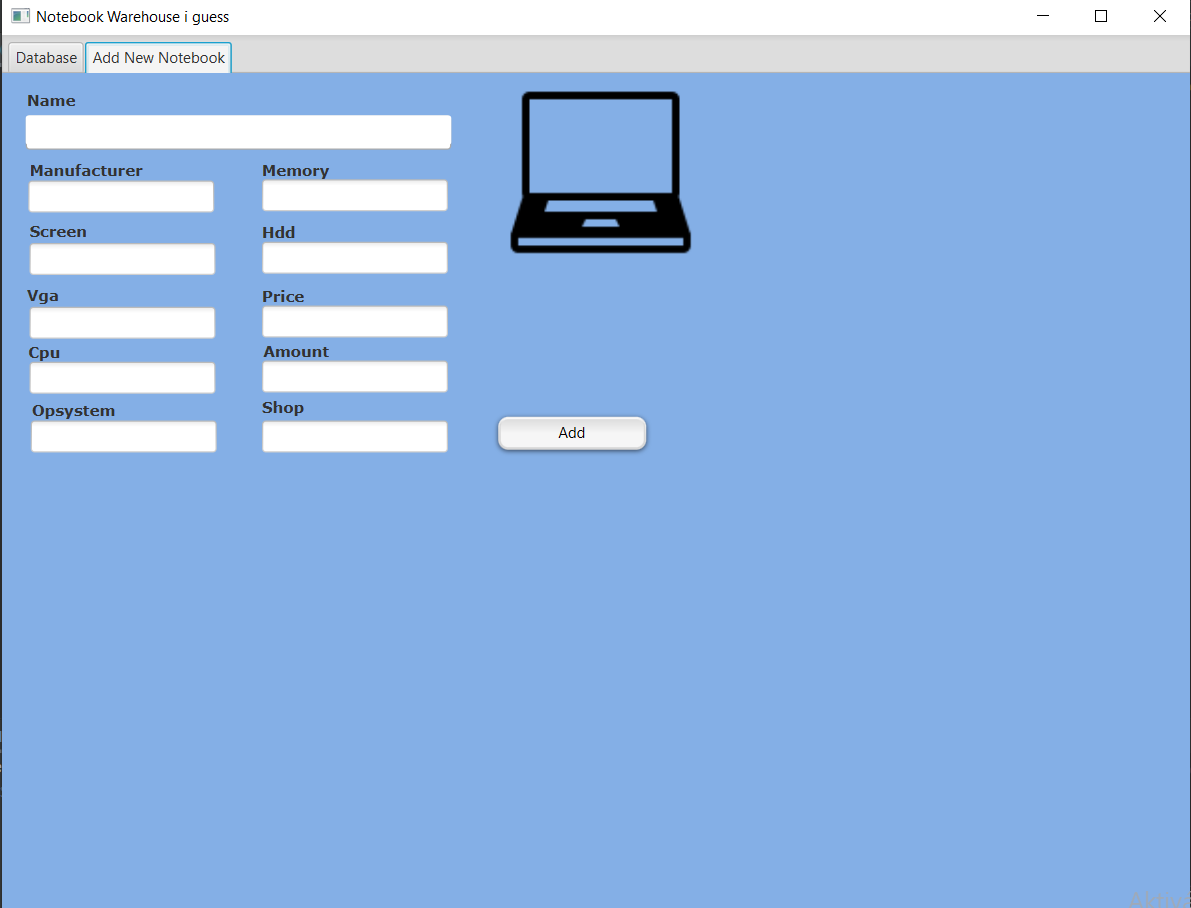 Notebook Warehouse i guess
Database
Add New Notebook
Name
Manufacturer
Memory
Screen
Hdd
Vga
Price
Cpu
Amount
Opsystem
Shop
Add